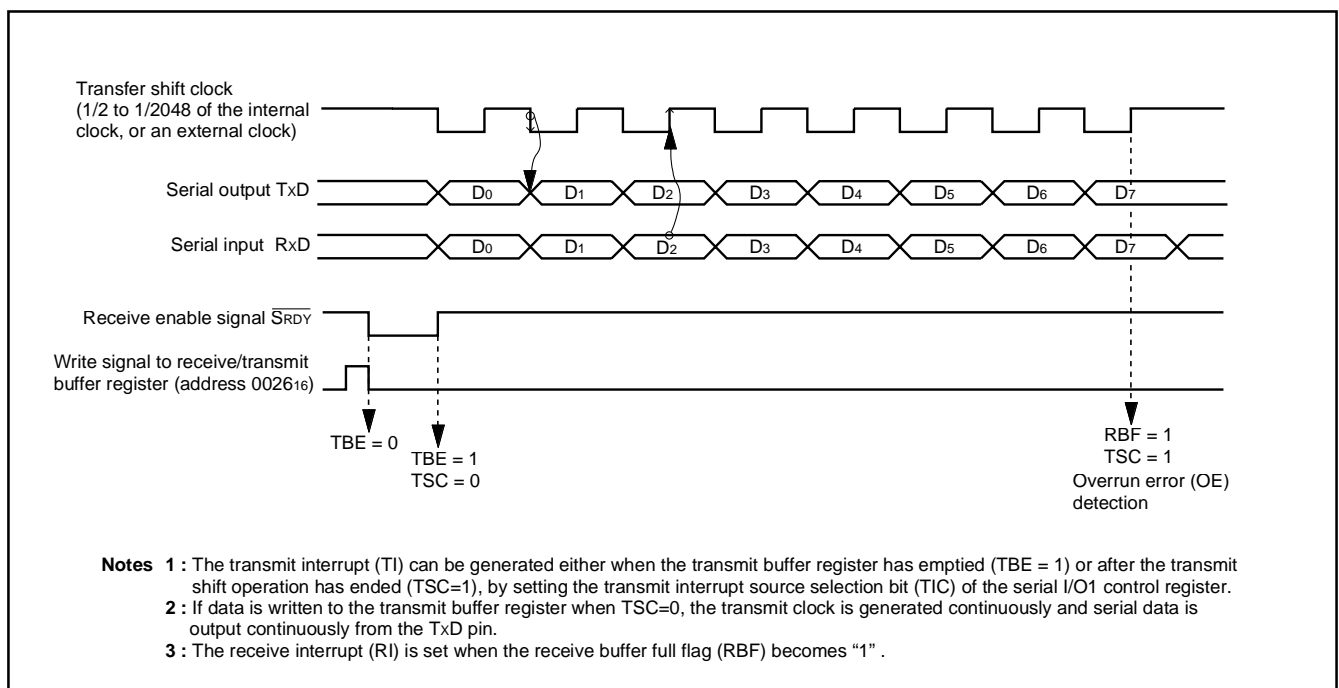 Transfer shift clock
(1/2 to 1/2048 of the internal
clock, or an external clock)
Serial output TxD
D0 D1 D2 D3 D4 D5 D6 D7
Serial input RxD
D0 D1 D2 D3 D4 D5 D6 D7
Receive enable signal SRDY
Write signal to receive/transmit
buffer register (address 002616)
TBE = 0
TBE = 1
TSC = 0
RBF = 1
TSC = 1
Overrun error (OE)
detection
Notes 1 : The transmit interrupt (TI) can be generated either when the transmit buffer register has emptied (TBE = 1) or after the transmit
shift operation has ended (TSC=1), by setting the transmit interrupt source selection bit (TIC) of the serial I/O1 control register.
2 : If data is written to the transmit buffer register when TSC=0, the transmit clock is generated continuously and serial data is
output continuously from the TxD pin.
3 : The receive interrupt (RI) is set when the receive buffer full flag (RBF) becomes “1” .